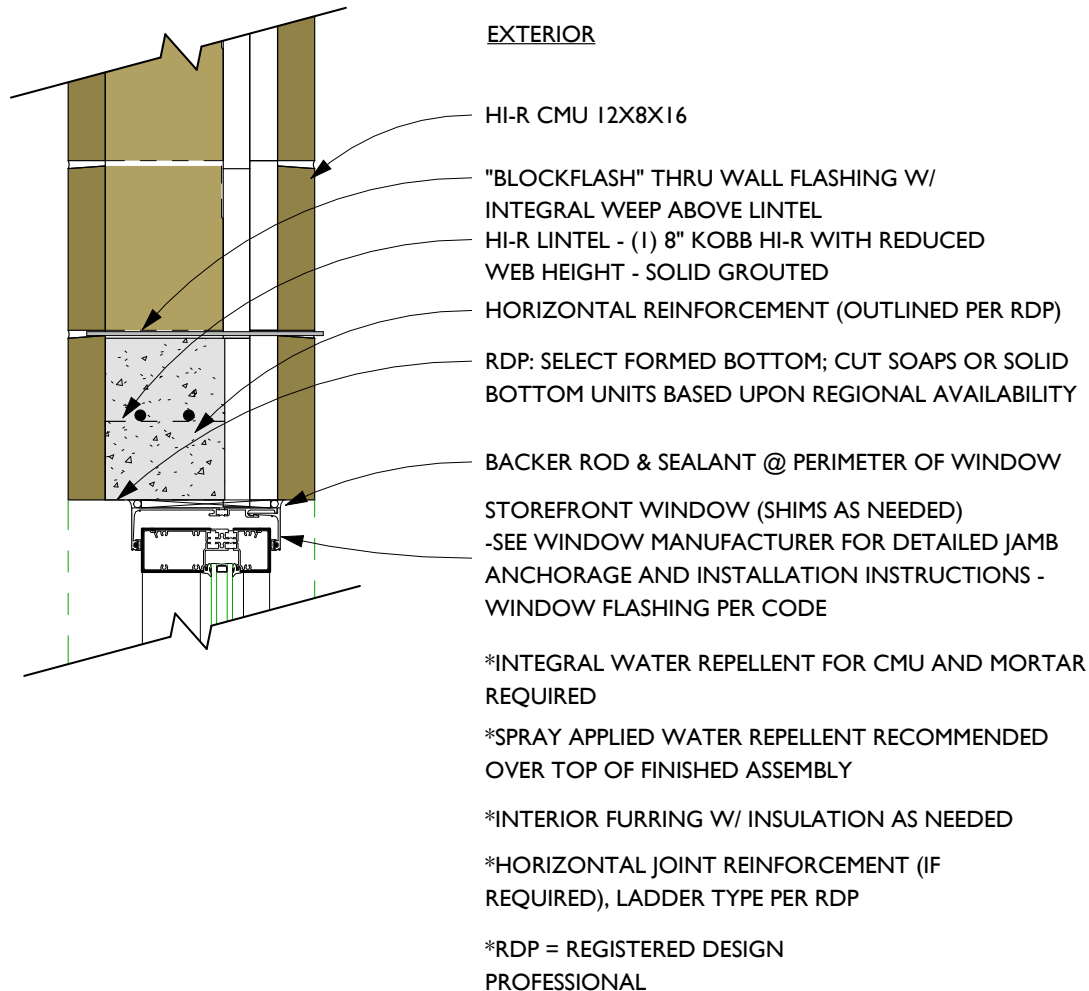 EXTERIOR
HI-R CMU 12X8X16
"BLOCKFLASH" THRU WALL FLASHING W/
INTEGRAL WEEP ABOVE LINTEL
HI-R LINTEL - (1) 8" KOBB HI-R WITH REDUCED
WEB HEIGHT - SOLID GROUTED
HORIZONTAL REINFORCEMENT (OUTLINED PER RDP)
RDP: SELECT FORMED BOTTOM; CUT SOAPS OR SOLID
BOTTOM UNITS BASED UPON REGIONAL AVAILABILITY
BACKER ROD & SEALANT @ PERIMETER OF WINDOW
STOREFRONT WINDOW (SHIMS AS NEEDED)
-SEE WINDOW MANUFACTURER FOR DETAILED JAMB
ANCHORAGE AND INSTALLATION INSTRUCTIONS -
WINDOW FLASHING PER CODE
*INTEGRAL WATER REPELLENT FOR CMU AND MORTAR
REQUIRED
*SPRAY APPLIED WATER REPELLENT RECOMMENDED
OVER TOP OF FINISHED ASSEMBLY
*INTERIOR FURRING W/ INSULATION AS NEEDED
*HORIZONTAL JOINT REINFORCEMENT (IF
REQUIRED), LADDER TYPE PER RDP
*RDP = REGISTERED DESIGN
PROFESSIONAL